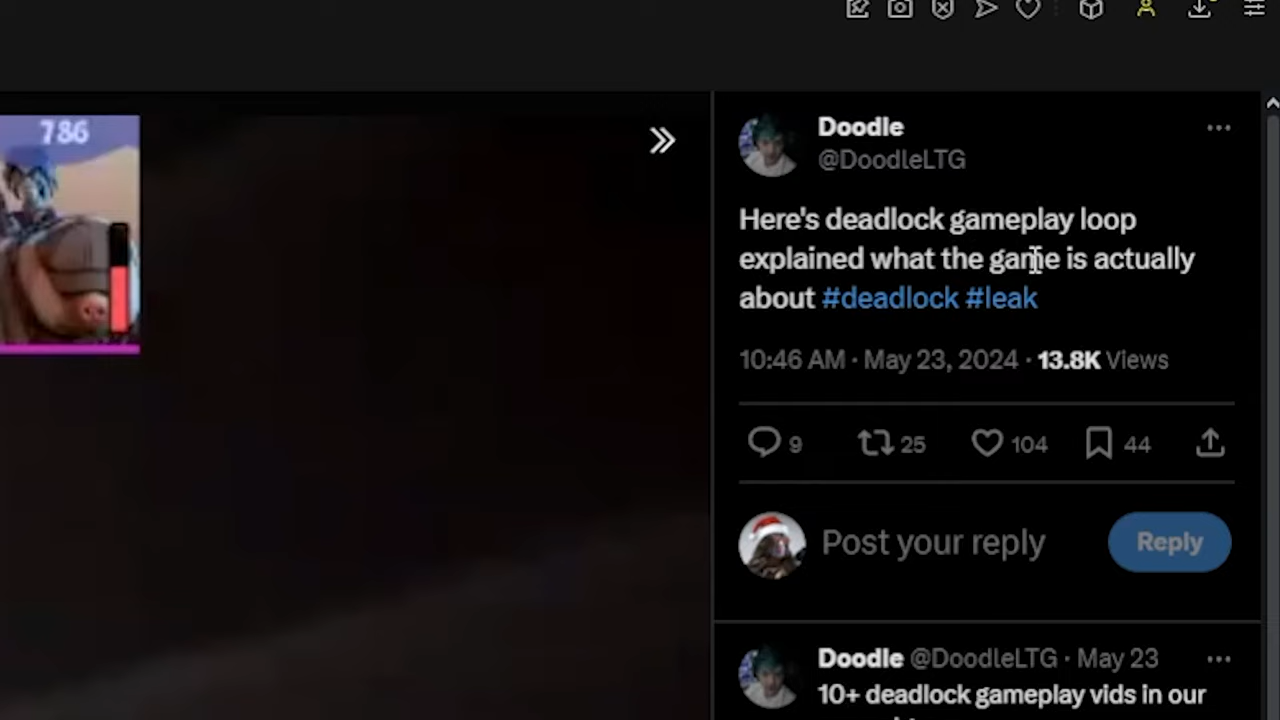 786
Doodle
@DoodleLTG
Here's deadlock gameplay loop
explained what the game is actually
about #deadlock #leak
10:46 AM · May 23, 2024 · 13.8K Views
9 25 104 44
Post your reply Reply
Doodle @DoodleLTG · May 23
10+ deadlock gameplay vids in our